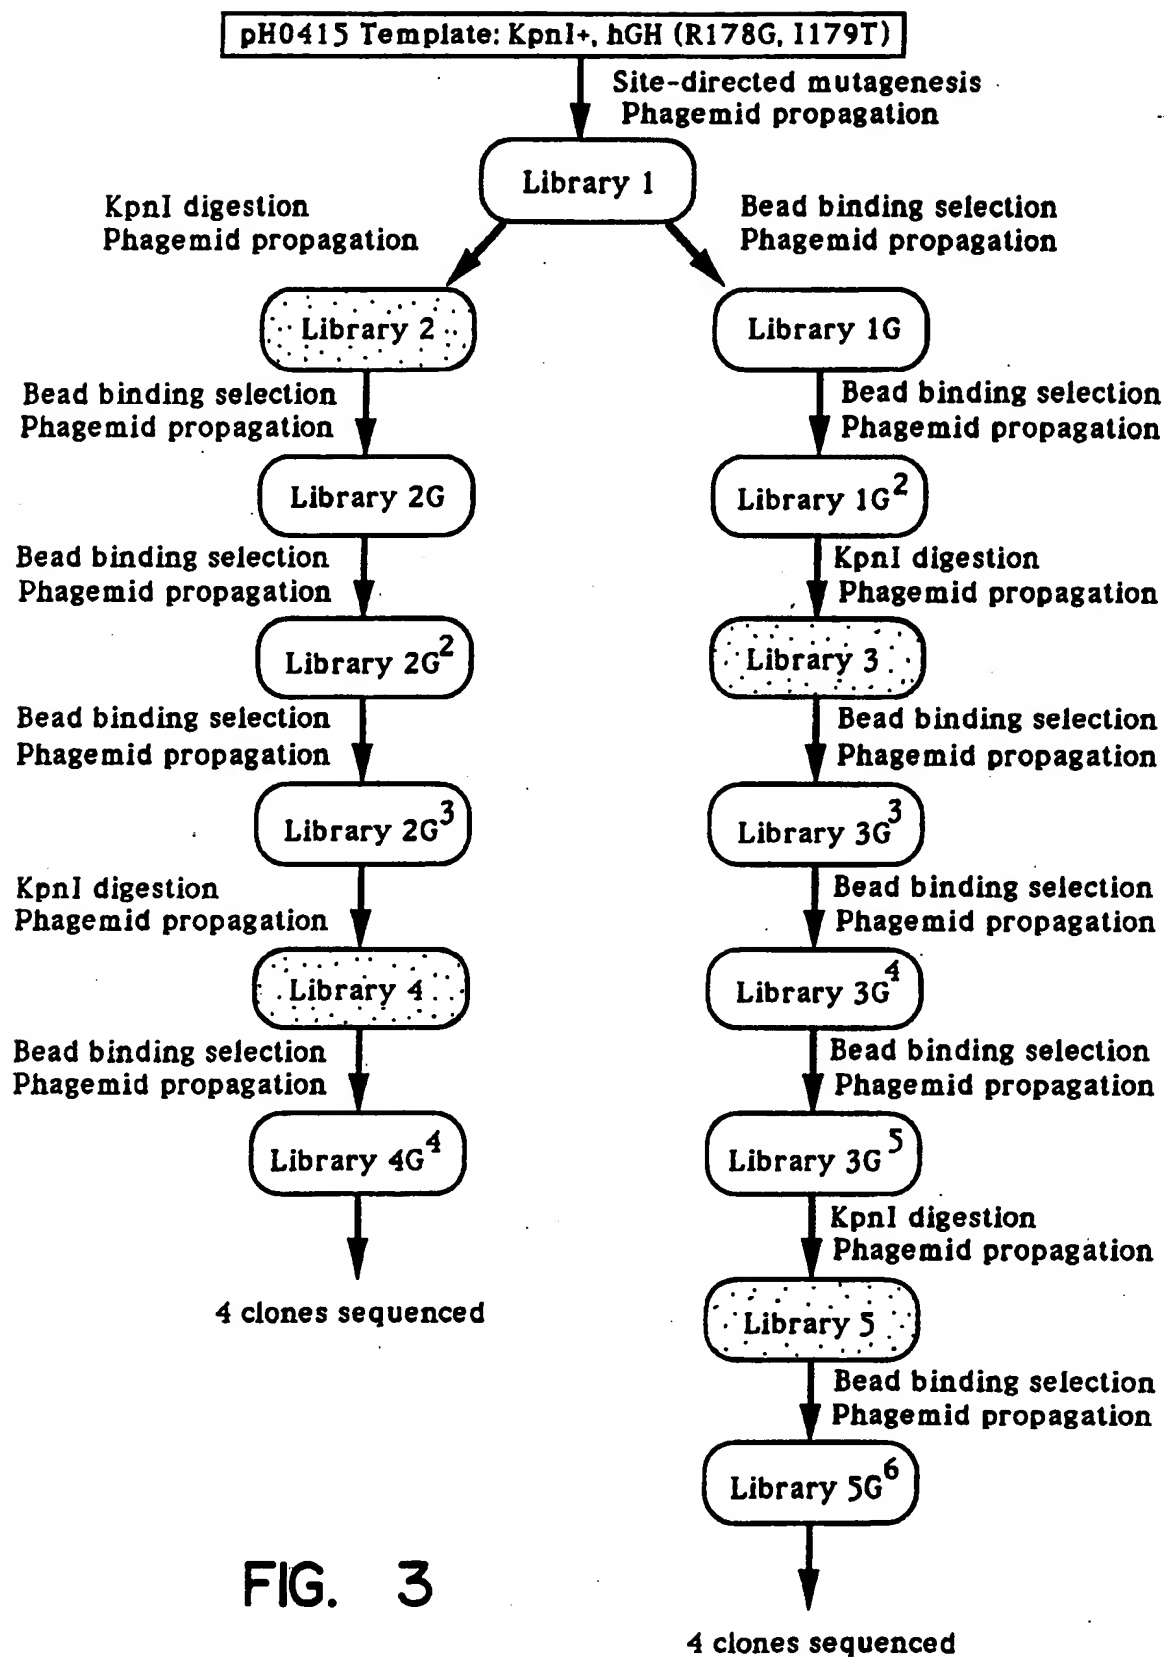 pH0415 Template: KpnI+, hGH (R178G, I179T)
Site-directed mutagenesis
Phagemid propagation
Library 1
KpnI digestion
Phagemid propagation
Bead binding selection
Phagemid propagation
Library 2
Library 1G
Bead binding selection
Phagemid propagation
Bead binding selection
Phagemid propagation
Library 2G
Library 1G²
Bead binding selection
Phagemid propagation
KpnI digestion
Phagemid propagation
Library 2G²
Library 3
Bead binding selection
Phagemid propagation
Bead binding selection
Phagemid propagation
Library 2G³
Library 3G³
KpnI digestion
Phagemid propagation
Bead binding selection
Phagemid propagation
Library 4
Library 3G⁴
Bead binding selection
Phagemid propagation
Bead binding selection
Phagemid propagation
Library 4G⁴
Library 3G⁵
KpnI digestion
Phagemid propagation
4 clones sequenced
Library 5
Bead binding selection
Phagemid propagation
Library 5G⁶
FIG. 3
4 clones sequenced